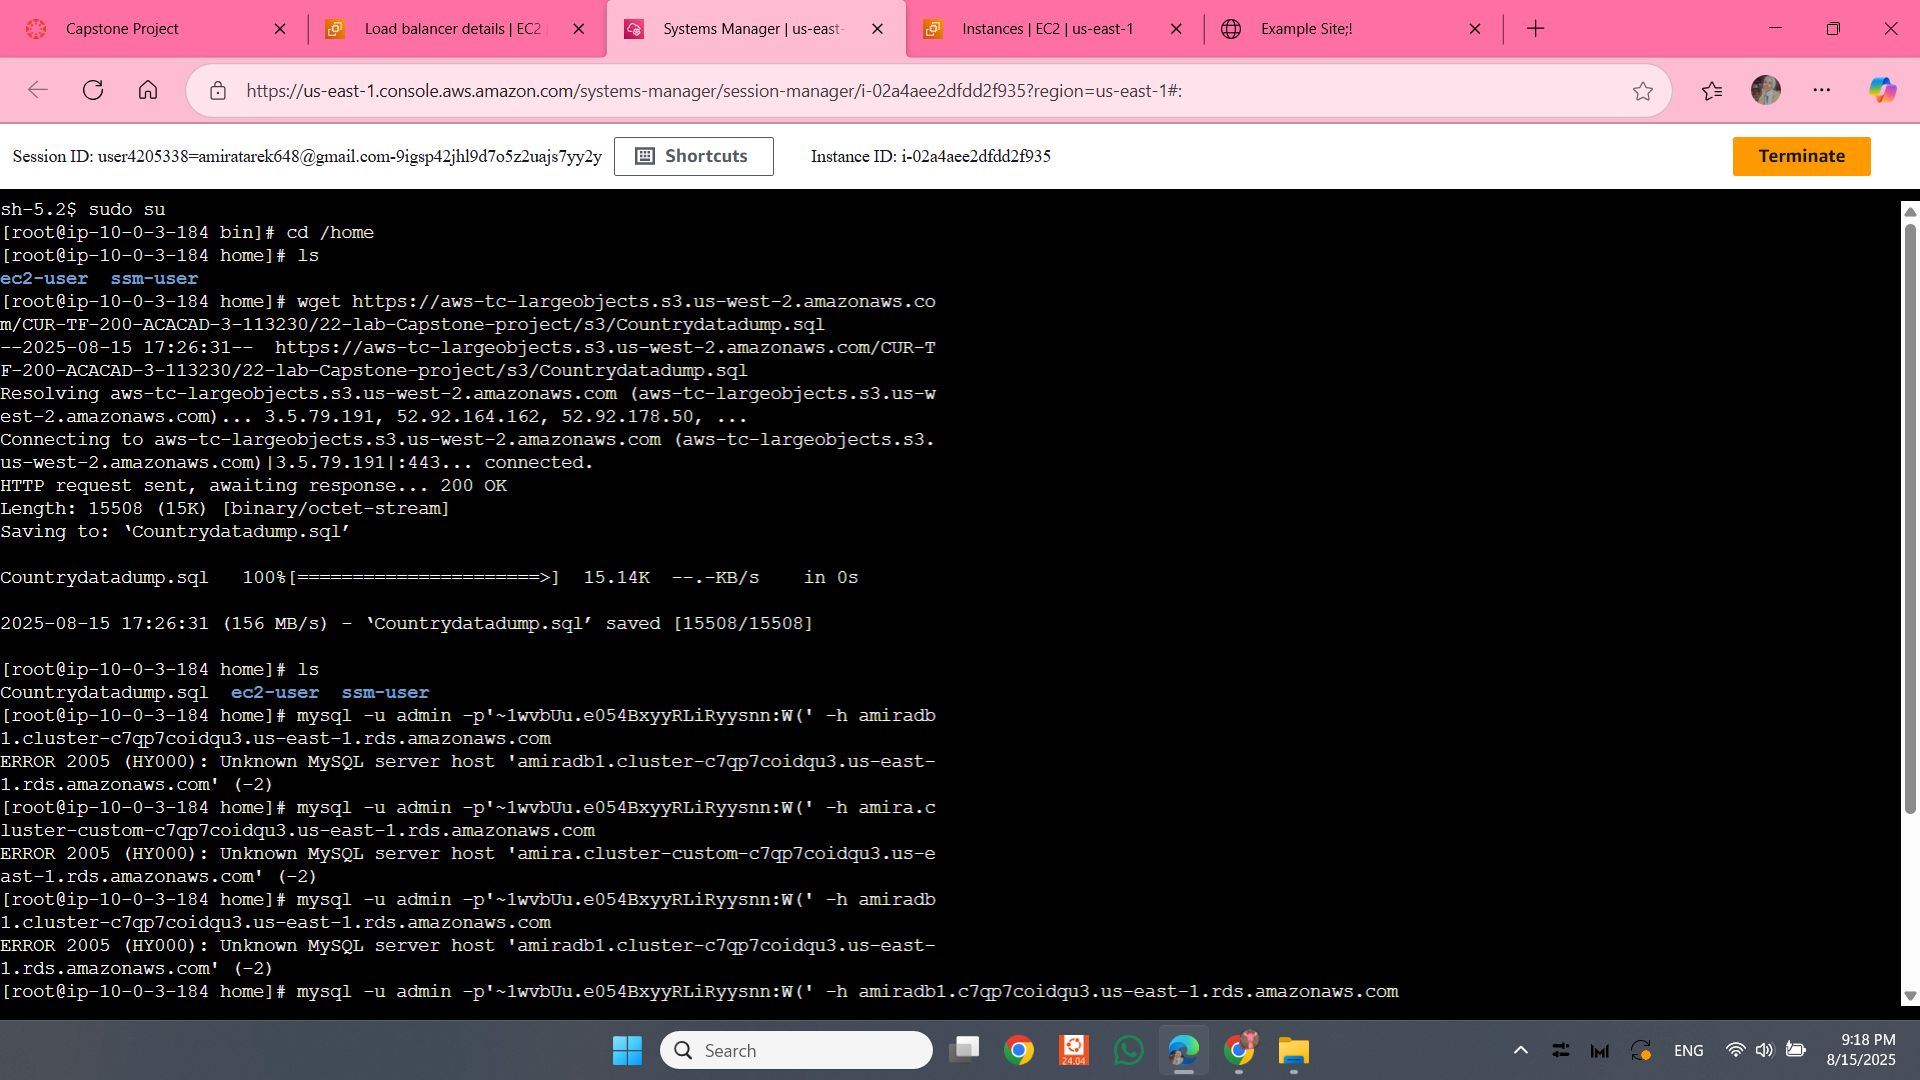 Capstone Project
Load balancer details | EC2
Systems Manager | us-east-
Instances | EC2 | us-east-1
Example Site;!
https://us-east-1.console.aws.amazon.com/systems-manager/session-manager/i-02a4aee2dfdd2f935?region=us-east-1#:
Session ID: user4205338=amiratarek648@gmail.com-9igsp42jhl9d7o5z2uajs7yy2y
Shortcuts
Instance ID: i-02a4aee2dfdd2f935
Terminate
sh-5.2$ sudo su
[root@ip-10-0-3-184 bin]# cd /home
[root@ip-10-0-3-184 home]# ls
ec2-user  ssm-user
[root@ip-10-0-3-184 home]# wget https://aws-tc-largeobjects.s3.us-west-2.amazonaws.co
m/CUR-TF-200-ACACAD-3-113230/22-lab-Capstone-project/s3/Countrydatadump.sql
--2025-08-15 17:26:31--  https://aws-tc-largeobjects.s3.us-west-2.amazonaws.com/CUR-T
F-200-ACACAD-3-113230/22-lab-Capstone-project/s3/Countrydatadump.sql
Resolving aws-tc-largeobjects.s3.us-west-2.amazonaws.com (aws-tc-largeobjects.s3.us-w
est-2.amazonaws.com)... 3.5.79.191, 52.92.164.162, 52.92.178.50, ...
Connecting to aws-tc-largeobjects.s3.us-west-2.amazonaws.com (aws-tc-largeobjects.s3.
us-west-2.amazonaws.com)|3.5.79.191|:443... connected.
HTTP request sent, awaiting response... 200 OK
Length: 15508 (15K) [binary/octet-stream]
Saving to: ‘Countrydatadump.sql’
Countrydatadump.sql   100%[======================>]  15.14K  --.-KB/s    in 0s
2025-08-15 17:26:31 (156 MB/s) - ‘Countrydatadump.sql’ saved [15508/15508]
[root@ip-10-0-3-184 home]# ls
Countrydatadump.sql  ec2-user  ssm-user
[root@ip-10-0-3-184 home]# mysql -u admin -p'~1wvbUu.e054BxyyRLiRyysnn:W(' -h amiradb
1.cluster-c7qp7coidqu3.us-east-1.rds.amazonaws.com
ERROR 2005 (HY000): Unknown MySQL server host 'amiradb1.cluster-c7qp7coidqu3.us-east-
1.rds.amazonaws.com' (-2)
[root@ip-10-0-3-184 home]# mysql -u admin -p'~1wvbUu.e054BxyyRLiRyysnn:W(' -h amira.c
luster-custom-c7qp7coidqu3.us-east-1.rds.amazonaws.com
ERROR 2005 (HY000): Unknown MySQL server host 'amira.cluster-custom-c7qp7coidqu3.us-e
ast-1.rds.amazonaws.com' (-2)
[root@ip-10-0-3-184 home]# mysql -u admin -p'~1wvbUu.e054BxyyRLiRyysnn:W(' -h amiradb
1.cluster-c7qp7coidqu3.us-east-1.rds.amazonaws.com
ERROR 2005 (HY000): Unknown MySQL server host 'amiradb1.cluster-c7qp7coidqu3.us-east-
1.rds.amazonaws.com' (-2)
[root@ip-10-0-3-184 home]# mysql -u admin -p'~1wvbUu.e054BxyyRLiRyysnn:W(' -h amiradb1.c7qp7coidqu3.us-east-1.rds.amazonaws.com
Search
24.04
ENG
9:18 PM
8/15/2025